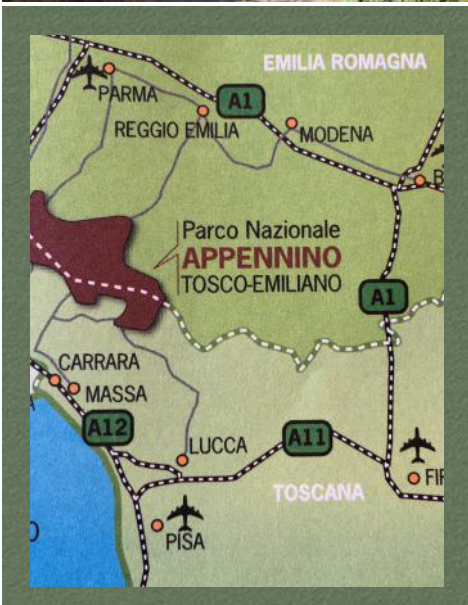 EMILIA ROMAGNA
PARMA
A1
REGGIO EMILIA
MODENA
B
Parco Nazionale
APPENNINO
TOSCO-EMILIANO
A1
CARRARA
MASSA
A12
LUCCA
A11
TOSCANA
FIR
O
PISA